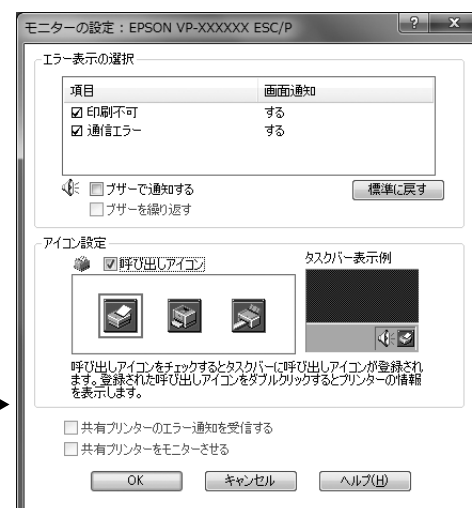 モニターの設定：EPSON VP-XXXXXX ESC/P
エラー表示の選択
項目 画面通知
印刷不可 する
通信エラー する
ブザーで通知する 標準に戻す
ブザーを繰り返す
アイコン設定
呼び出しアイコン タスクバー表示例
呼び出しアイコンをチェックするとタスクバーに呼び出しアイコンが登録され
ます。登録された呼び出しアイコンをダブルクリックするとプリンターの情報
を表示します。
共有プリンターのエラー通知を受信する
共有プリンターをモニターさせる
OK キャンセル ヘルプ(H)